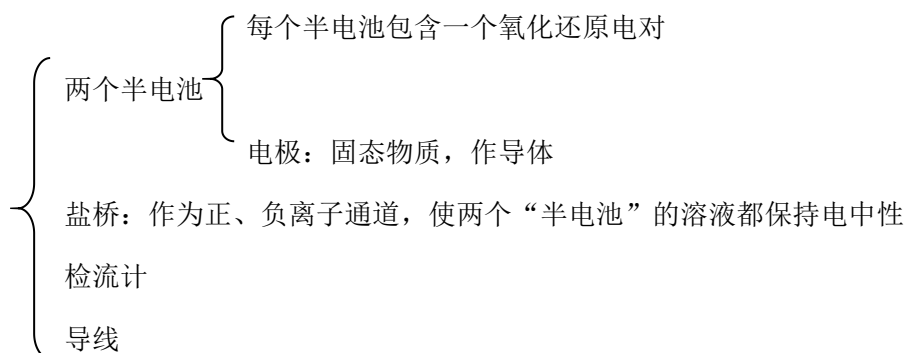 每个半电池包含一个氧化还原电对
两个半电池
电极：固态物质，作导体
盐桥：作为正、负离子通道，使两个“半电池”的溶液都保持电中性
检流计
导线